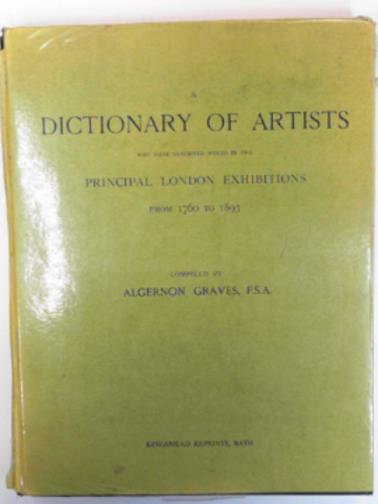 A
DICTIONARY OF ARTISTS
WHO HAVE EXHIBITED WORKS IN THE
PRINCIPAL LONDON EXHIBITIONS
FROM 1760 TO 1893
COMPILED BY
ALGERNON GRAVES, F.S.A.
KINGSMEAD REPRINTS, BATH